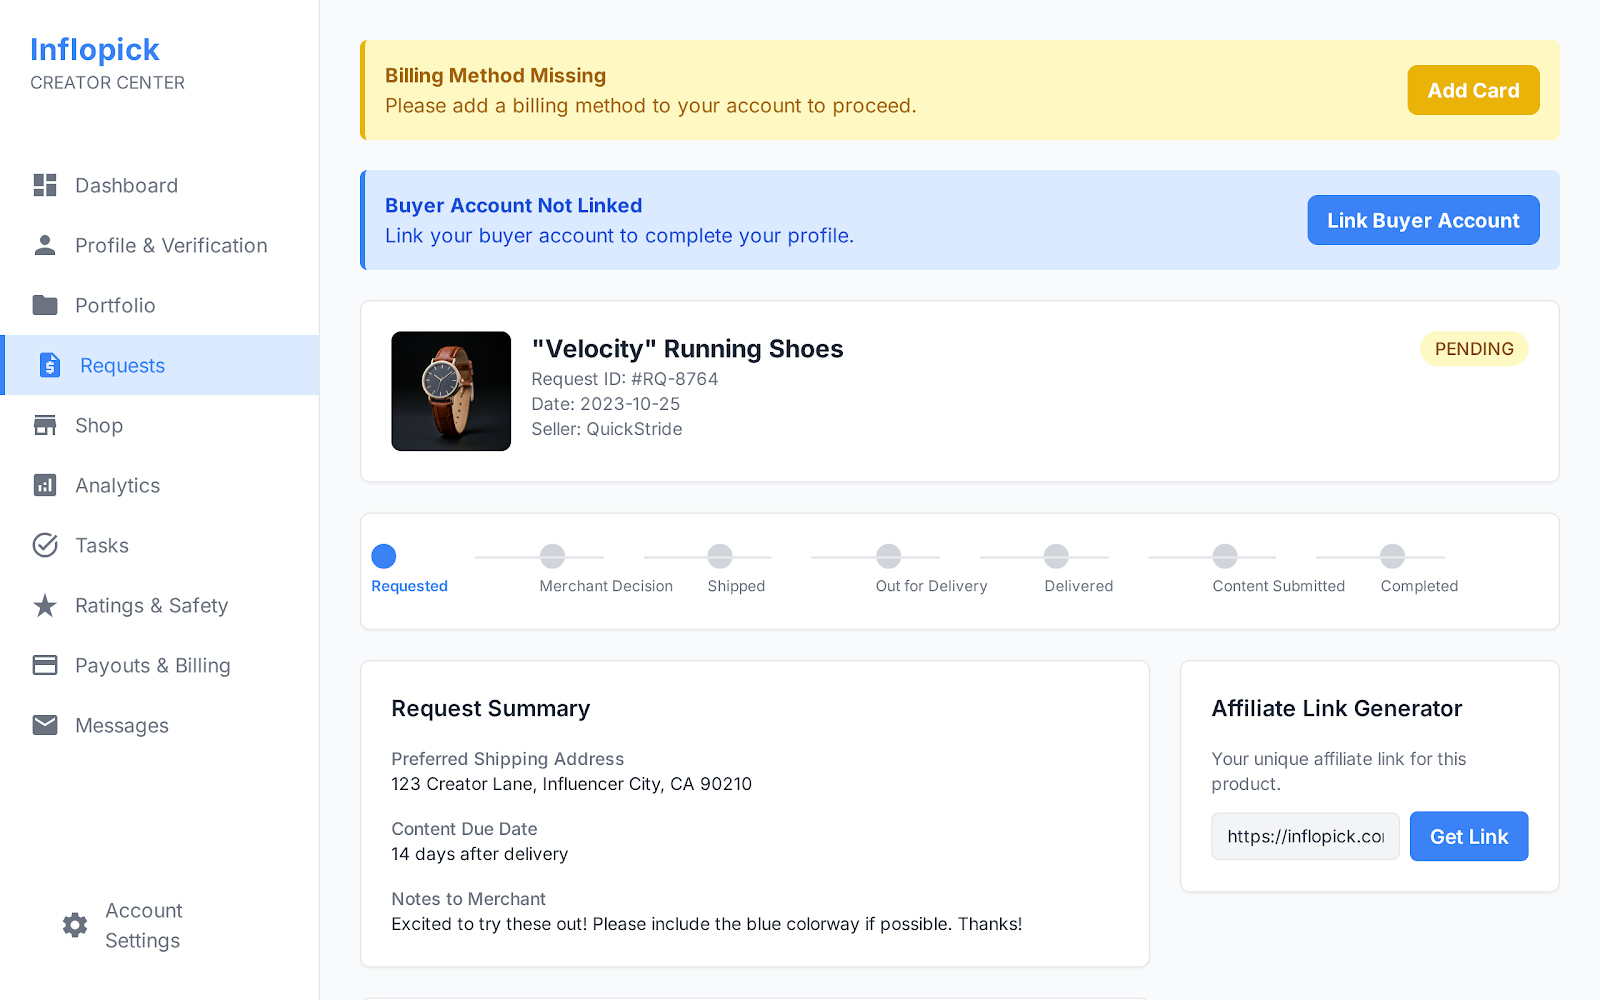 Inflopick
CREATOR CENTER
Dashboard
Profile & Verification
Portfolio
Requests
Shop
Analytics
Tasks
Ratings & Safety
Payouts & Billing
Messages
Account
Settings
Billing Method Missing
Please add a billing method to your account to proceed.
Add Card
Buyer Account Not Linked
Link your buyer account to complete your profile.
Link Buyer Account
"Velocity" Running Shoes
Request ID: #RQ-8764
Date: 2023-10-25
Seller: QuickStride
PENDING
Requested
Merchant Decision
Shipped
Out for Delivery
Delivered
Content Submitted
Completed
Request Summary
Preferred Shipping Address
123 Creator Lane, Influencer City, CA 90210
Content Due Date
14 days after delivery
Notes to Merchant
Excited to try these out! Please include the blue colorway if possible. Thanks!
Affiliate Link Generator
Your unique affiliate link for this
product.
https://inflopick.co
Get Link